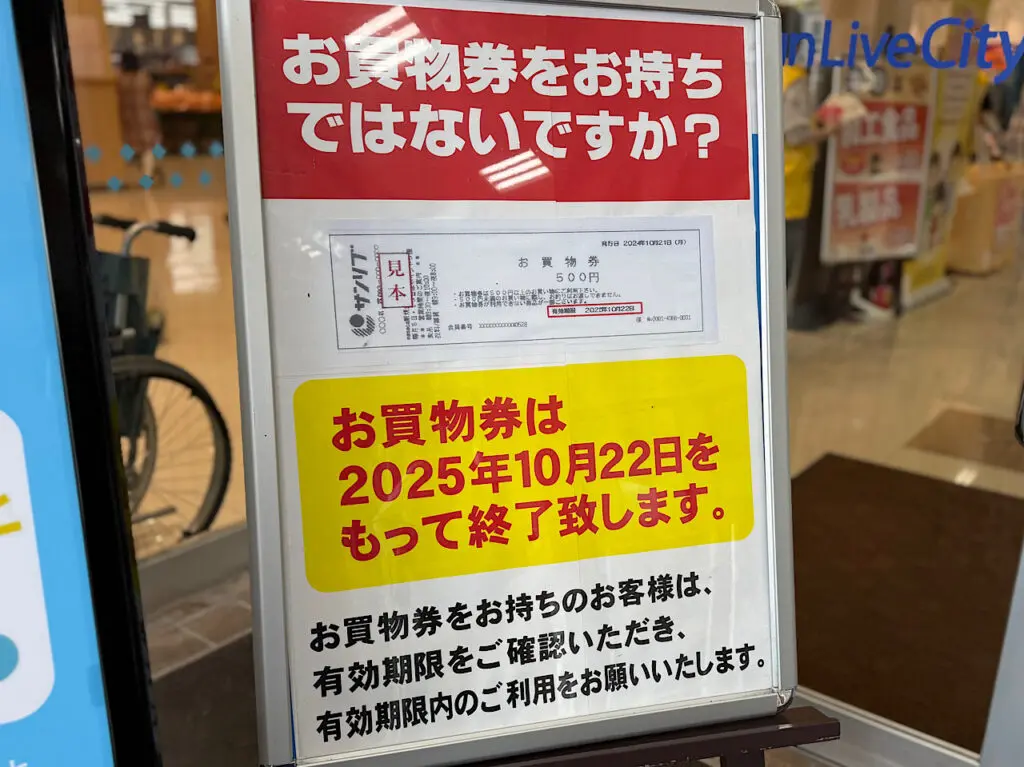 お買物券をお持ち
ではないですか？
nLiveCity
発行日 2024年10月21日（月）
お買物券
500円
サンリブ
見本
有効期限 2025年10月22日
会員番号
お買物券は
2025年10月22日を
もって終了致します。
お買物券をお持ちのお客様は、
有効期限をご確認いただき、
有効期限内のご利用をお願いいたします。